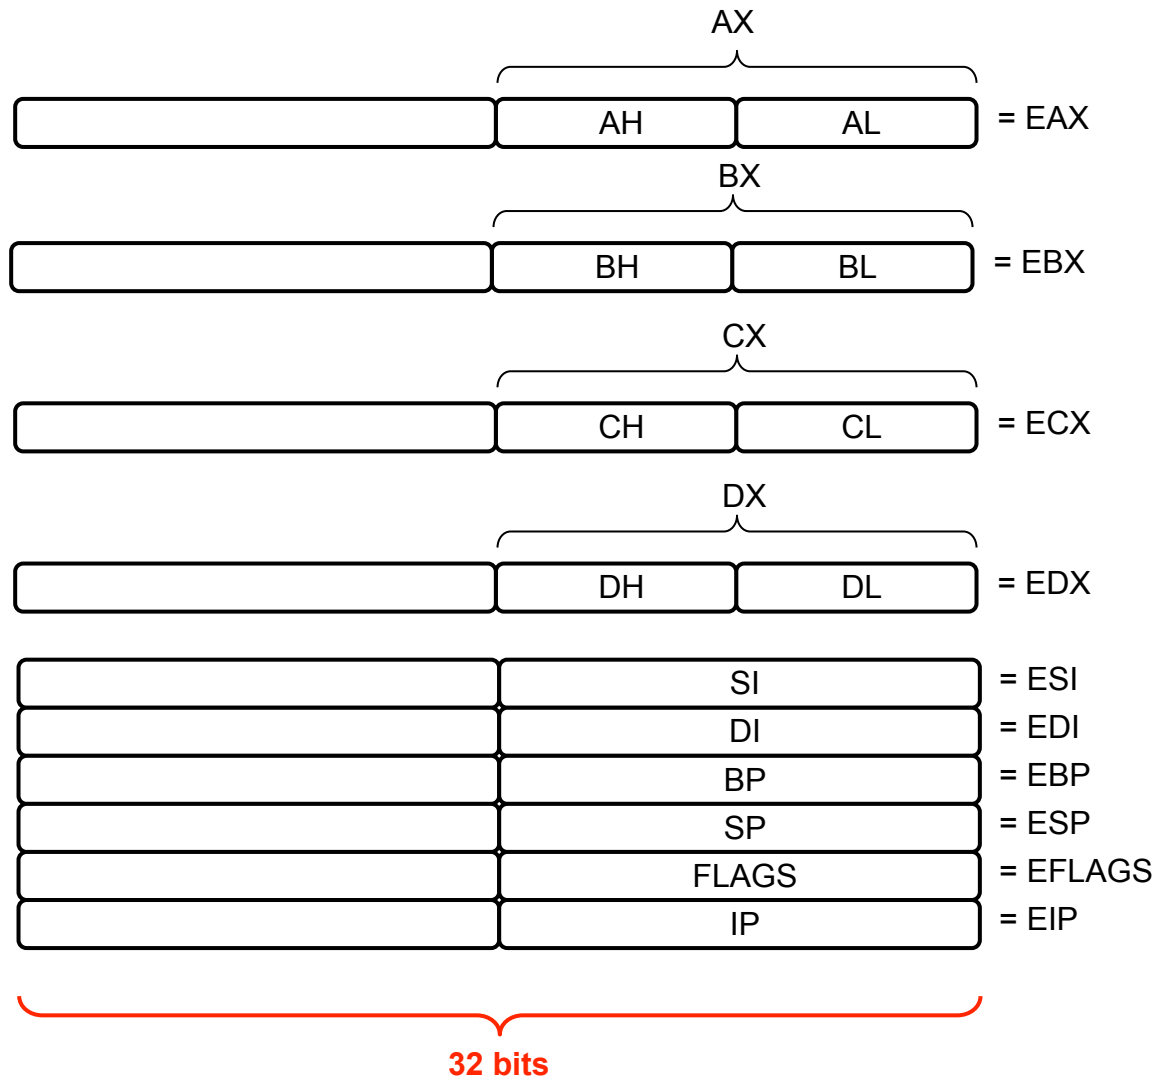 AX
AH AL = EAX
BX
BH BL = EBX
CX
CH CL = ECX
DX
DH DL = EDX
SI = ESI
DI = EDI
BP = EBP
SP = ESP
FLAGS = EFLAGS
IP = EIP
32 bits